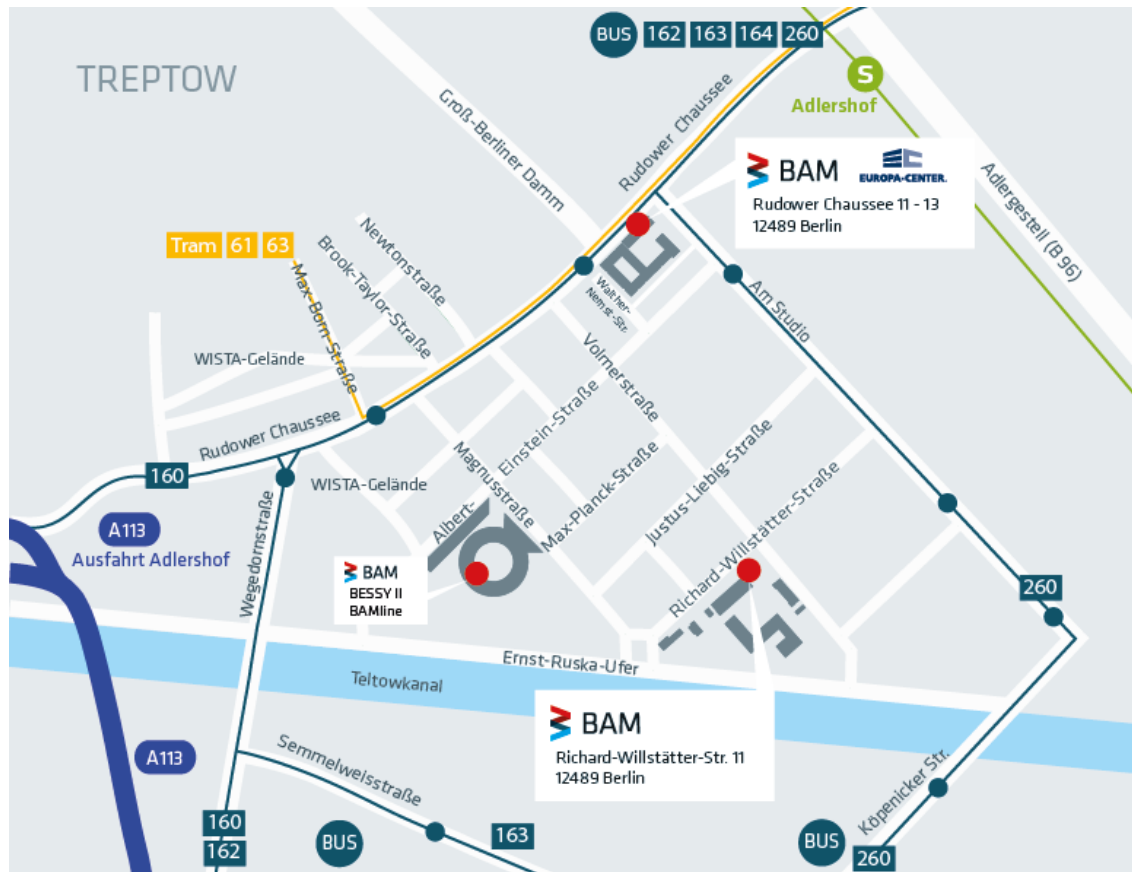 BUS 162 163 164 260
TREPTOW
S
Adlershof
Groß-Berliner Damm
Rudower Chaussee
BAM EUROPA-CENTER.
Rudower Chaussee 11 - 13
12489 Berlin
Adlergestell (B 96)
Tram 61 63
Newtonstraße
Brook-Taylor-Straße
Max-Born-Straße
Walther-
Nernst-Str.
Am Studio
WISTA-Gelände
Volmerstraße
Rudower Chaussee
160
Albert-
Einstein-Straße
Magnusstraße
Max-Planck-Straße
Justus-Liebig-Straße
Richard-Willstätter-Straße
WISTA-Gelände
A113
Ausfahrt Adlershof
Wegedornstraße
BAM
BESSY II
BAMline
260
Ernst-Ruska-Ufer
Teltowkanal
BAM
Richard-Willstätter-Str. 11
12489 Berlin
A113
Semmelweisstraße
Köpenicker Str.
160
162
BUS
163
BUS
260